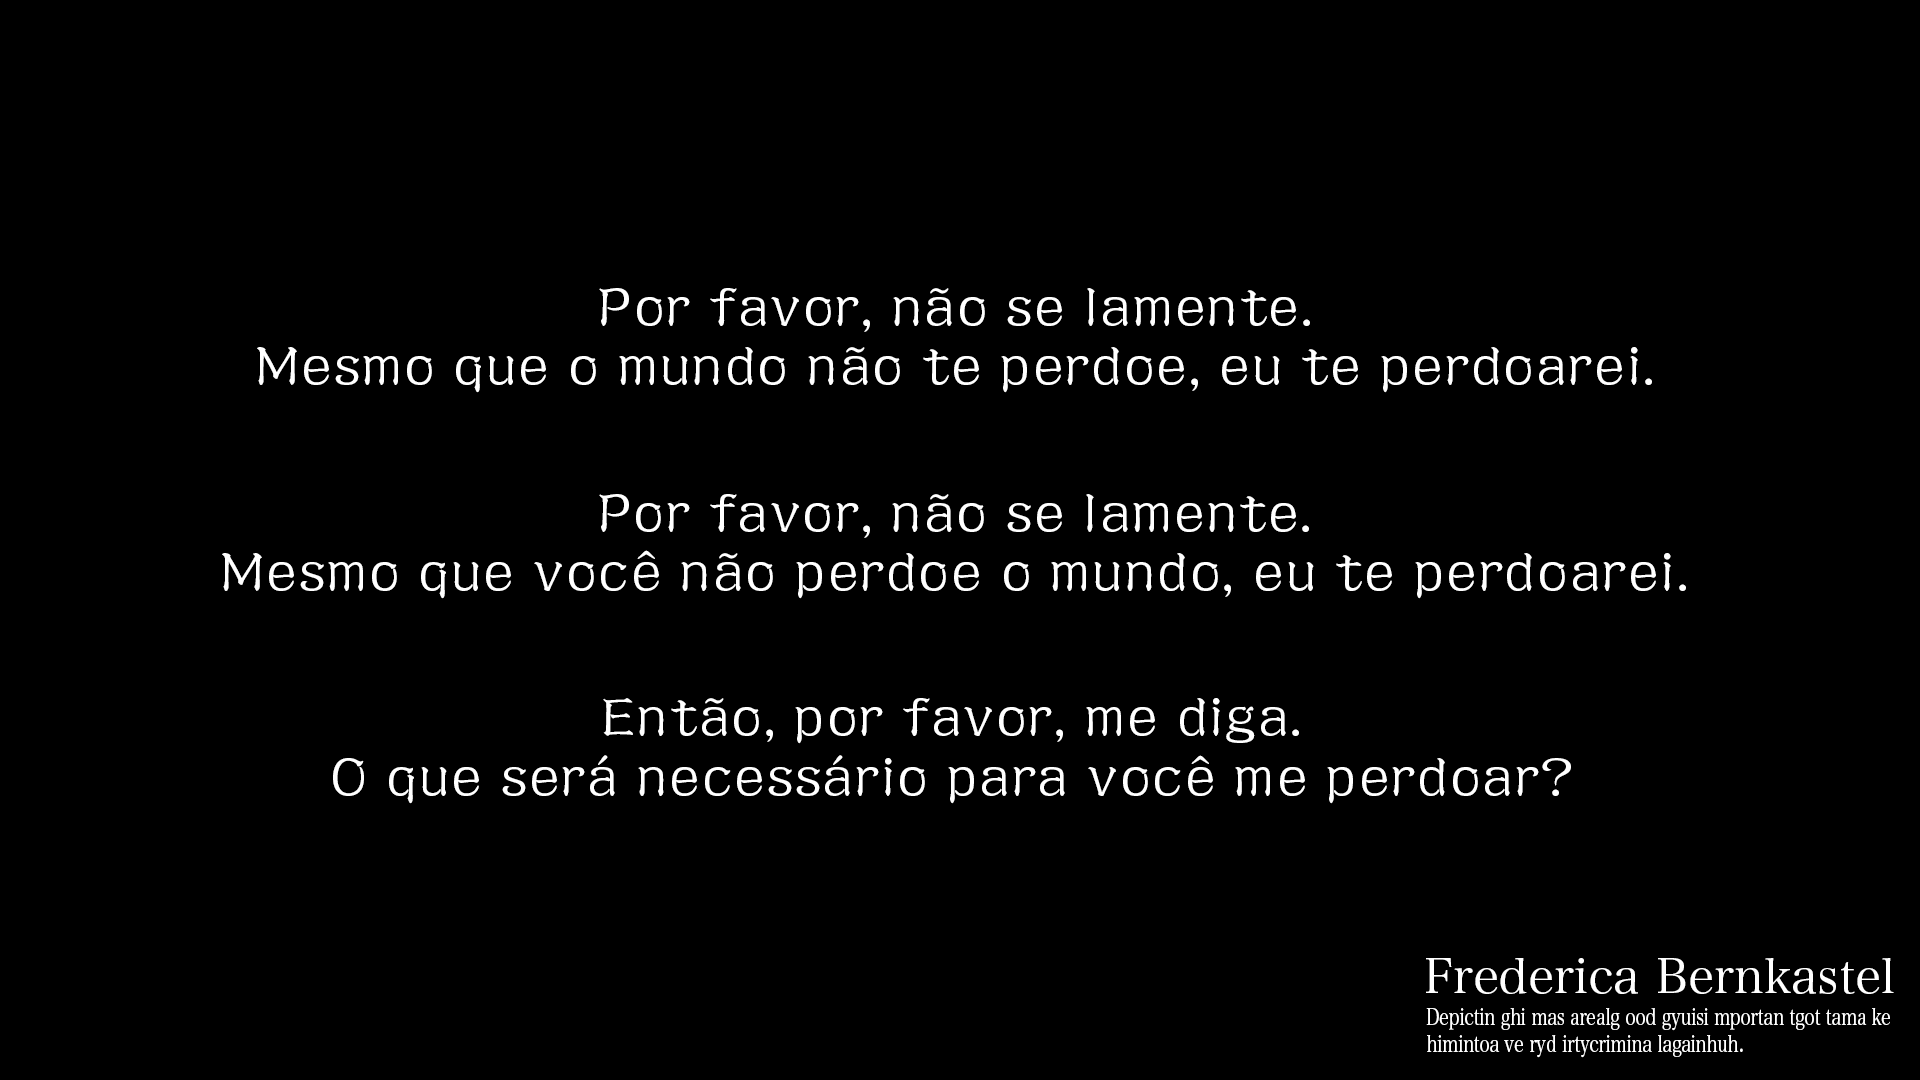 Por favor, não se lamente.
Mesmo que o mundo não te perdoe, eu te perdoarei.
Por favor, não se lamente.
Mesmo que você não perdoe o mundo, eu te perdoarei.
Então, por favor, me diga.
O que será necessário para você me perdoar?
Frederica Bernkastel
Depictin ghi mas arealg ood gyuisi mportan tgot tama ke
himintoa ve ryd irtycrimina lagainhuh.